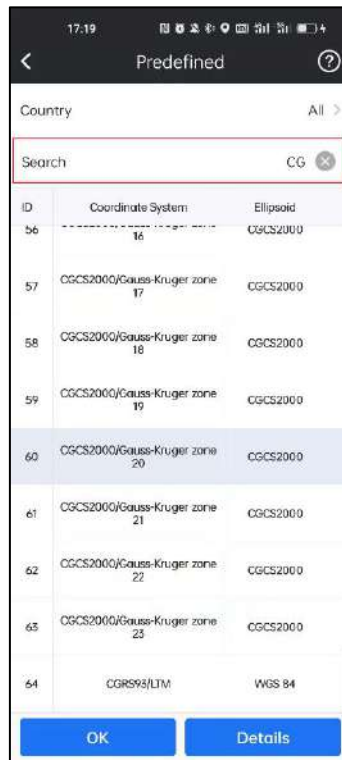 17:19
Predefined
Country All
Search CG
ID Coordinate System Ellipsoid
56 16 CGCS2000
57 CGCS2000/Gauss-Kruger zone 17 CGCS2000
58 CGCS2000/Gauss-Kruger zone 18 CGCS2000
59 CGCS2000/Gauss-Kruger zone 19 CGCS2000
60 CGCS2000/Gauss-Kruger zone 20 CGCS2000
61 CGCS2000/Gauss-Kruger zone 21 CGCS2000
62 CGCS2000/Gauss-Kruger zone 22 CGCS2000
63 CGCS2000/Gauss-Kruger zone 23 CGCS2000
64 CGRS93/LTM WGS 84
OK Details